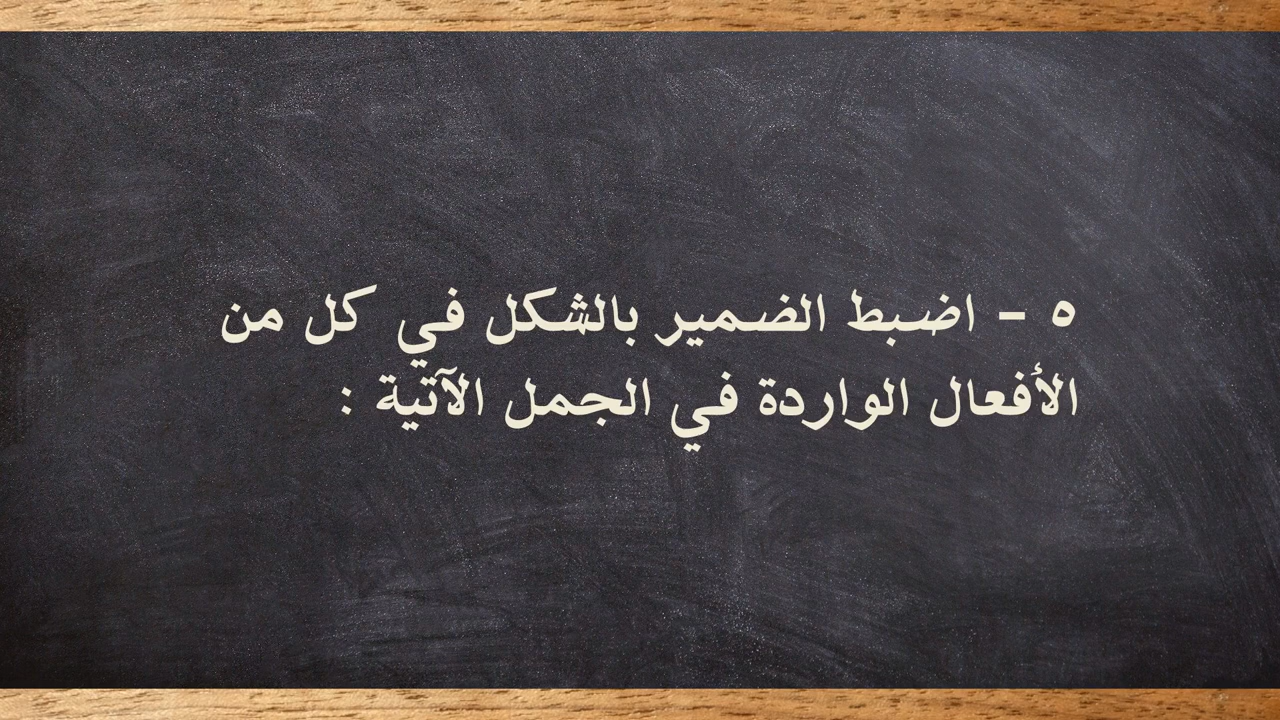 ٥ - اضبط الضمير بالشكل في كل من
الأفعال الواردة في الجمل الآتية :